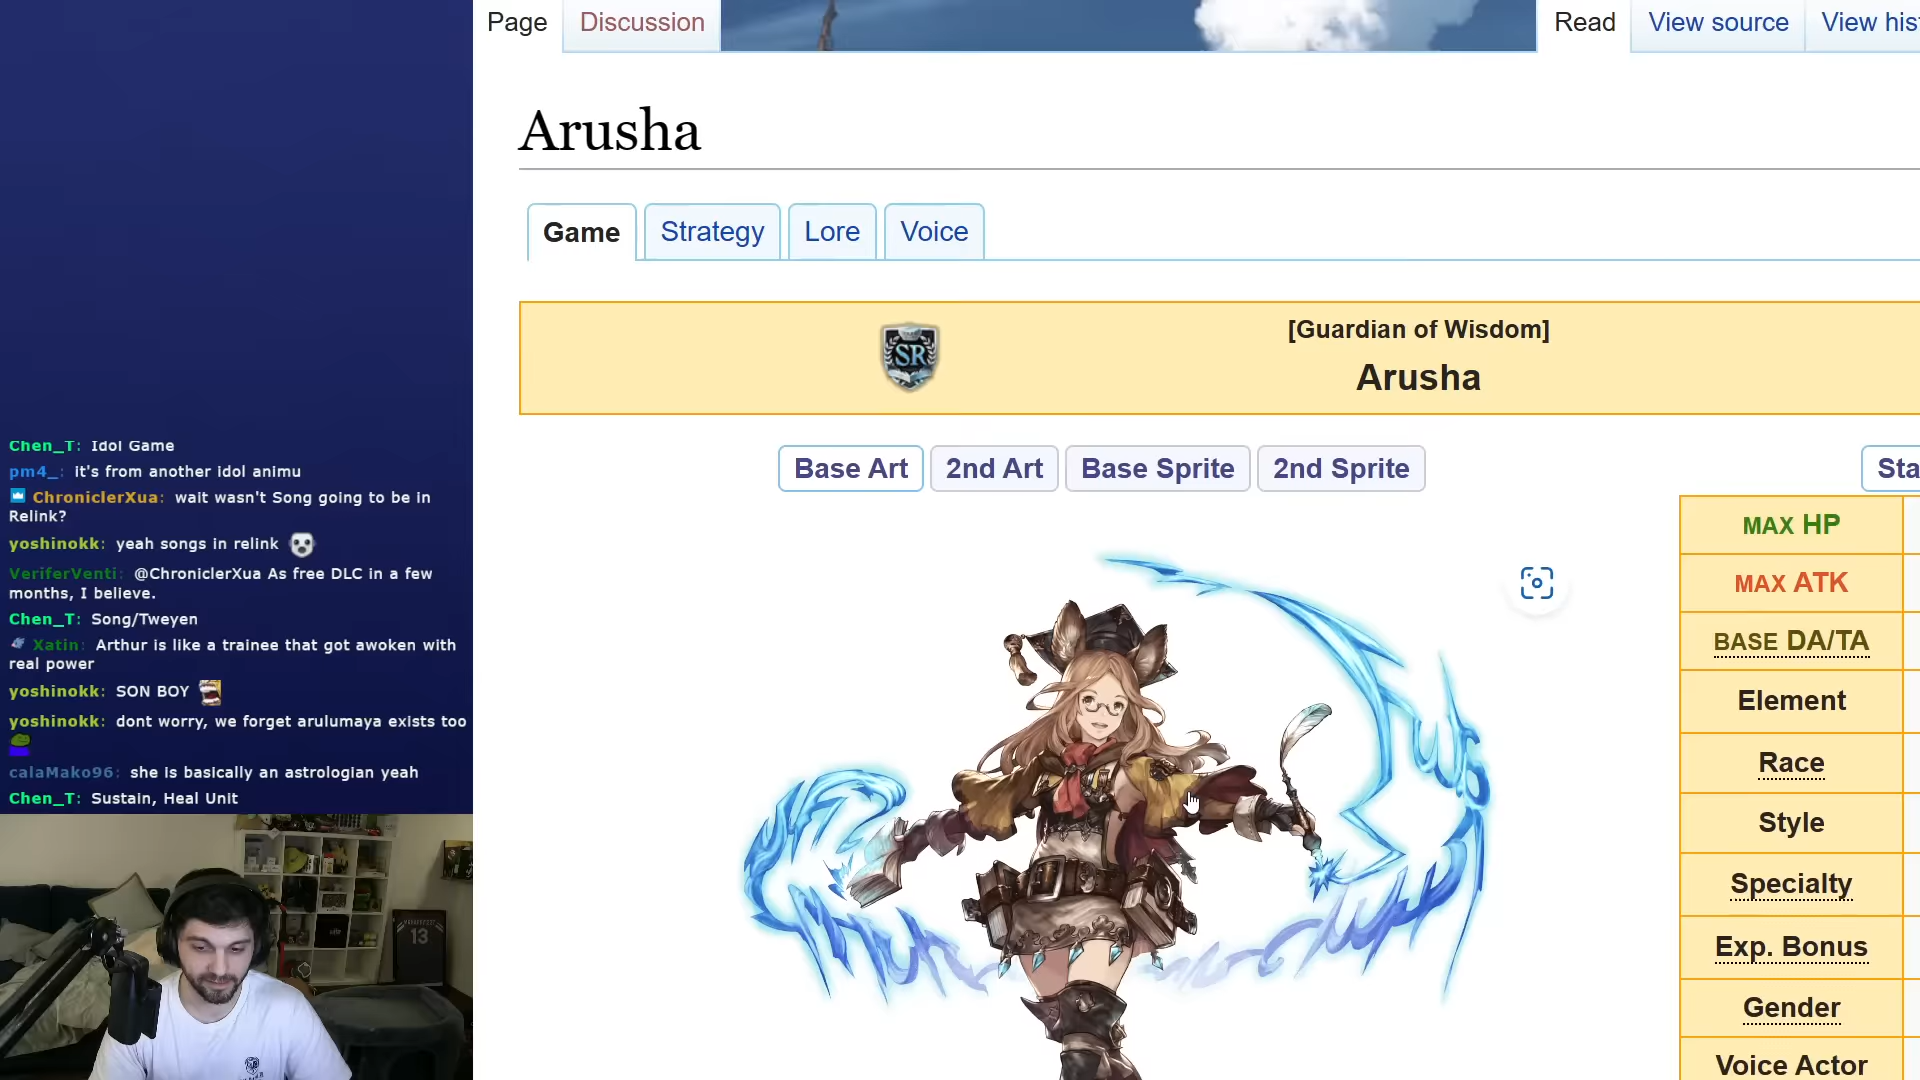 Page
Discussion
Read
View source
View his
Arusha
Game
Strategy
Lore
Voice
SR
[Guardian of Wisdom]
Arusha
Base Art
2nd Art
Base Sprite
2nd Sprite
Sta
MAX HP
MAX ATK
BASE DA/TA
Element
Race
Style
Specialty
Exp. Bonus
Gender
Voice Actor
Chen_T: Idol Game
pm4_: it's from another idol animu
ChroniclerXua: wait wasn't Song going to be in
Relink?
yoshinokk: yeah songs in relink
VeriferVenti: @ChroniclerXua As free DLC in a few
months, I believe.
Chen_T: Song/Tweyen
Xatin: Arthur is like a trainee that got awoken with
real power
yoshinokk: SON BOY
yoshinokk: dont worry, we forget arulumaya exists too
calaMako96: she is basically an astrologian yeah
Chen_T: Sustain, Heal Unit
13